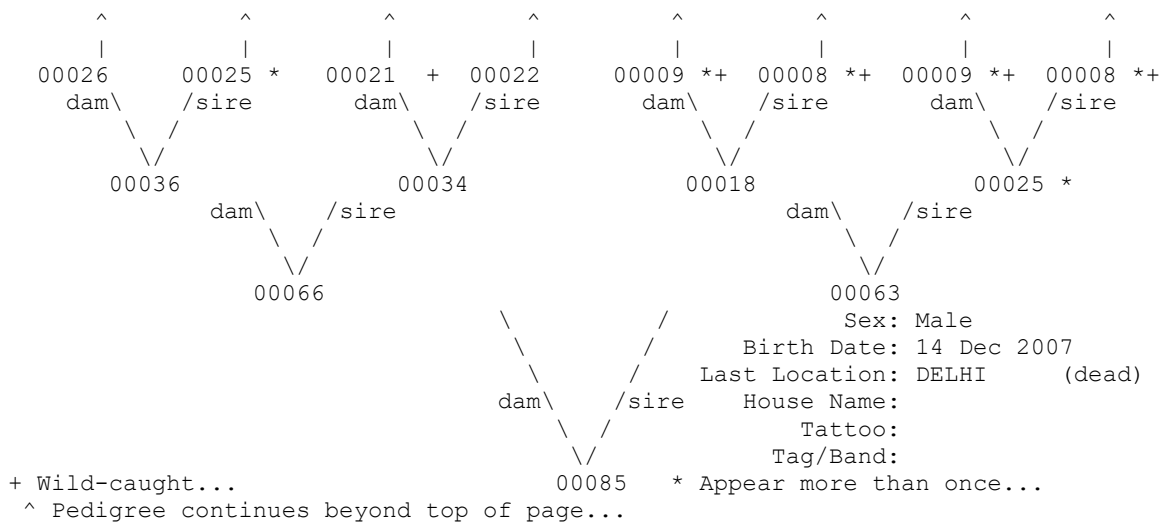 ^ ^ ^ ^ ^ ^ ^ ^
| | | | | | | |
00026 00025 * 00021 + 00022 00009 *+ 00008 *+ 00009 *+ 00008 *+
dam\ /sire dam\ /sire dam\ /sire dam\ /sire
\ / \ / \ / \ /
\/ \/ \/ \/
00036 00034 00018 00025 *
dam\ /sire dam\ /sire
\ / \ /
\/ \/
00066 00063
\ / Sex: Male
\ / Birth Date: 14 Dec 2007
\ / Last Location: DELHI (dead)
dam\ /sire House Name:
\ / Tattoo:
\/ Tag/Band:
+ Wild-caught... 00085 * Appear more than once...
^ Pedigree continues beyond top of page...